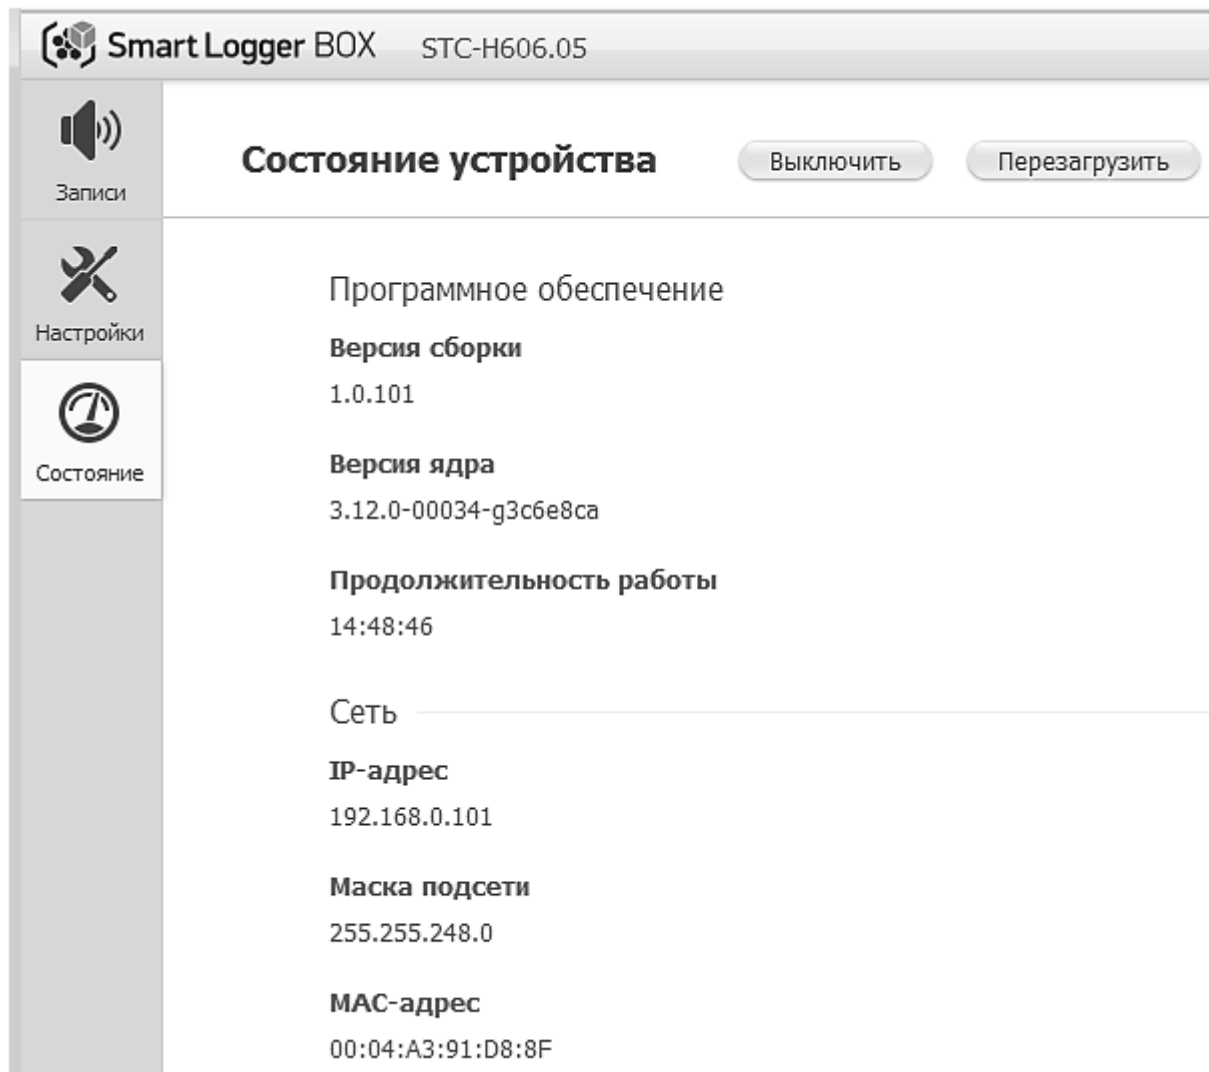 Smart Logger BOX STC-H606.05
Записи
Состояние устройства Выключить Перезагрузить
Настройки
Состояние
Программное обеспечение
Версия сборки
1.0.101
Версия ядра
3.12.0-00034-g3c6e8ca
Продолжительность работы
14:48:46
Сеть
IP-адрес
192.168.0.101
Маска подсети
255.255.248.0
MAC-адрес
00:04:A3:91:D8:8F